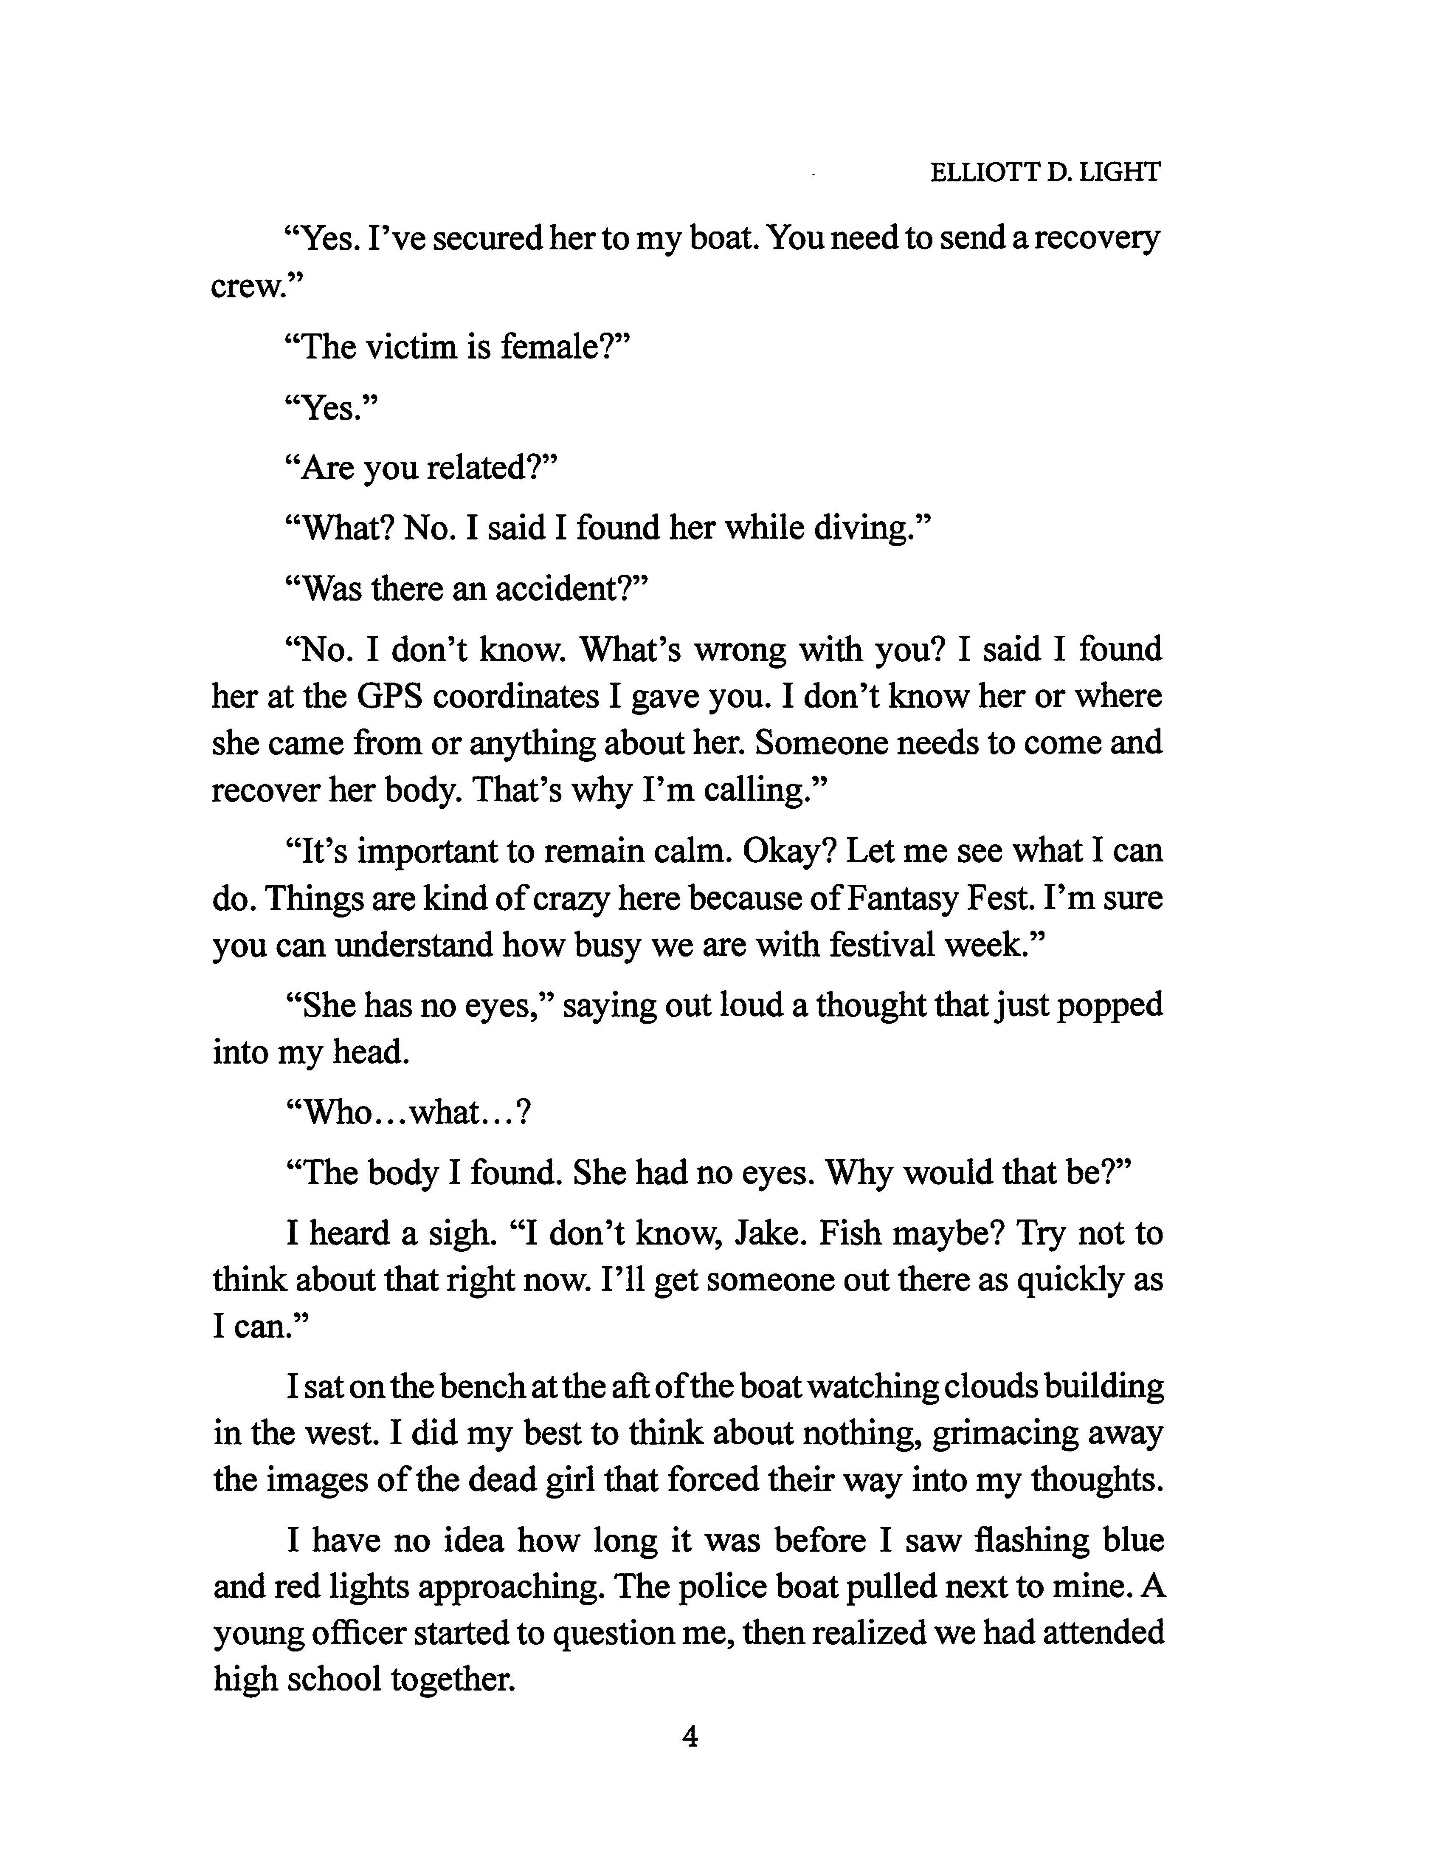 ELLIOTT D. LIGHT
“Yes. I’ve secured her to my boat. You need to send a recovery
crew.”
“The victim is female?”
“Yes.”
“Are you related?”
“What? No. I said I found her while diving.”
“Was there an accident?”
“No. I don’t know. What’s wrong with you? I said I found
her at the GPS coordinates I gave you. I don’t know her or where
she came from or anything about her. Someone needs to come and
recover her body. That’s why I’m calling.”
“It’s important to remain calm. Okay? Let me see what I can
do. Things are kind of crazy here because of Fantasy Fest. I’m sure
you can understand how busy we are with festival week.”
“She has no eyes,” saying out loud a thought that just popped
into my head.
“Who…what…?
“The body I found. She had no eyes. Why would that be?”
I heard a sigh. “I don’t know, Jake. Fish maybe? Try not to
think about that right now. I’ll get someone out there as quickly as
I can.”
I sat on the bench at the aft of the boat watching clouds building
in the west. I did my best to think about nothing, grimacing away
the images of the dead girl that forced their way into my thoughts.
I have no idea how long it was before I saw flashing blue
and red lights approaching. The police boat pulled next to mine. A
young officer started to question me, then realized we had attended
high school together.
4